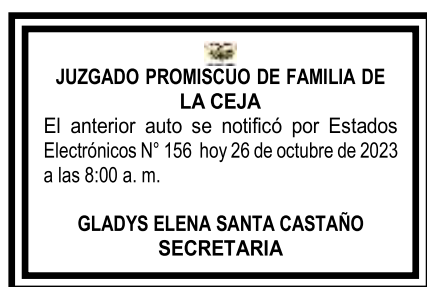 JUZGADO PROMISCUO DE FAMILIA DE
LA CEJA
El anterior auto se notificó por Estados
Electrónicos N° 156 hoy 26 de octubre de 2023
a las 8:00 a. m.
GLADYS ELENA SANTA CASTAÑO
SECRETARIA